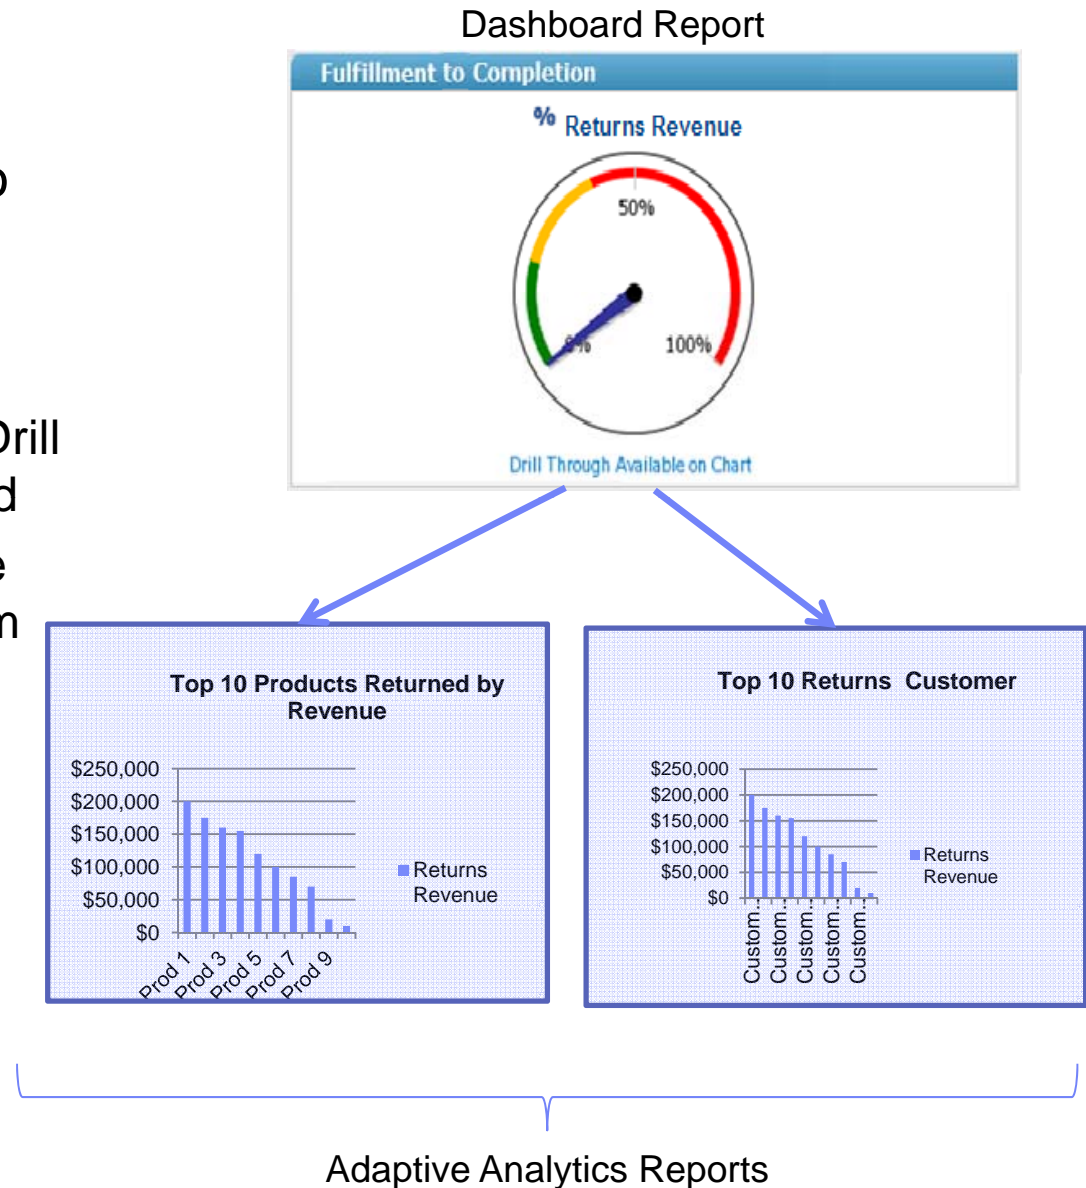 Dashboard Report
Fulfillment to Completion
% Returns Revenue
50%
0%
100%
Drill Through Available on Chart
o
Drill
d
e
m
Top 10 Products Returned by
Revenue
$250,000
$200,000
$150,000
$100,000
$50,000
$0
Prod 1
Prod 3
Prod 5
Prod 7
Prod 9
Returns
Revenue
Top 10 Returns  Customer
$250,000
$200,000
$150,000
$100,000
$50,000
$0
Custom...
Custom...
Custom...
Custom...
Custom...
Returns
Revenue
Adaptive Analytics Reports